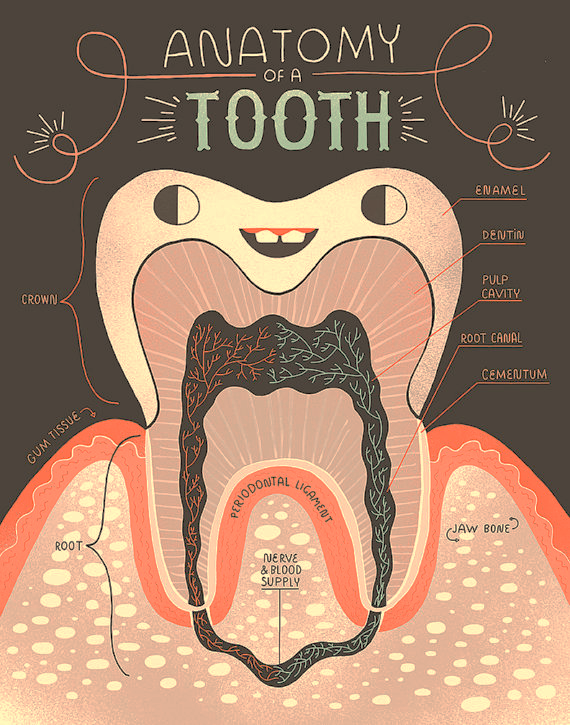 ANATOMY
OF A
TOOTH
ENAMEL
DENTIN
PULP
CAVITY
CROWN
ROOT CANAL
CEMENTUM
GUM TISSUE
PERIODONTAL LIGAMENT
JAW BONE
ROOT
NERVE
& BLOOD
SUPPLY